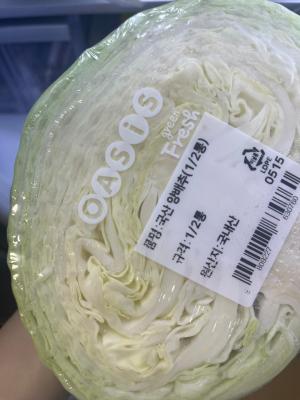 OASIS
green
Fresh
품명:국산 양배추(1/2통)
규격: 1/2통
원산지:국내산
LDPE
0515